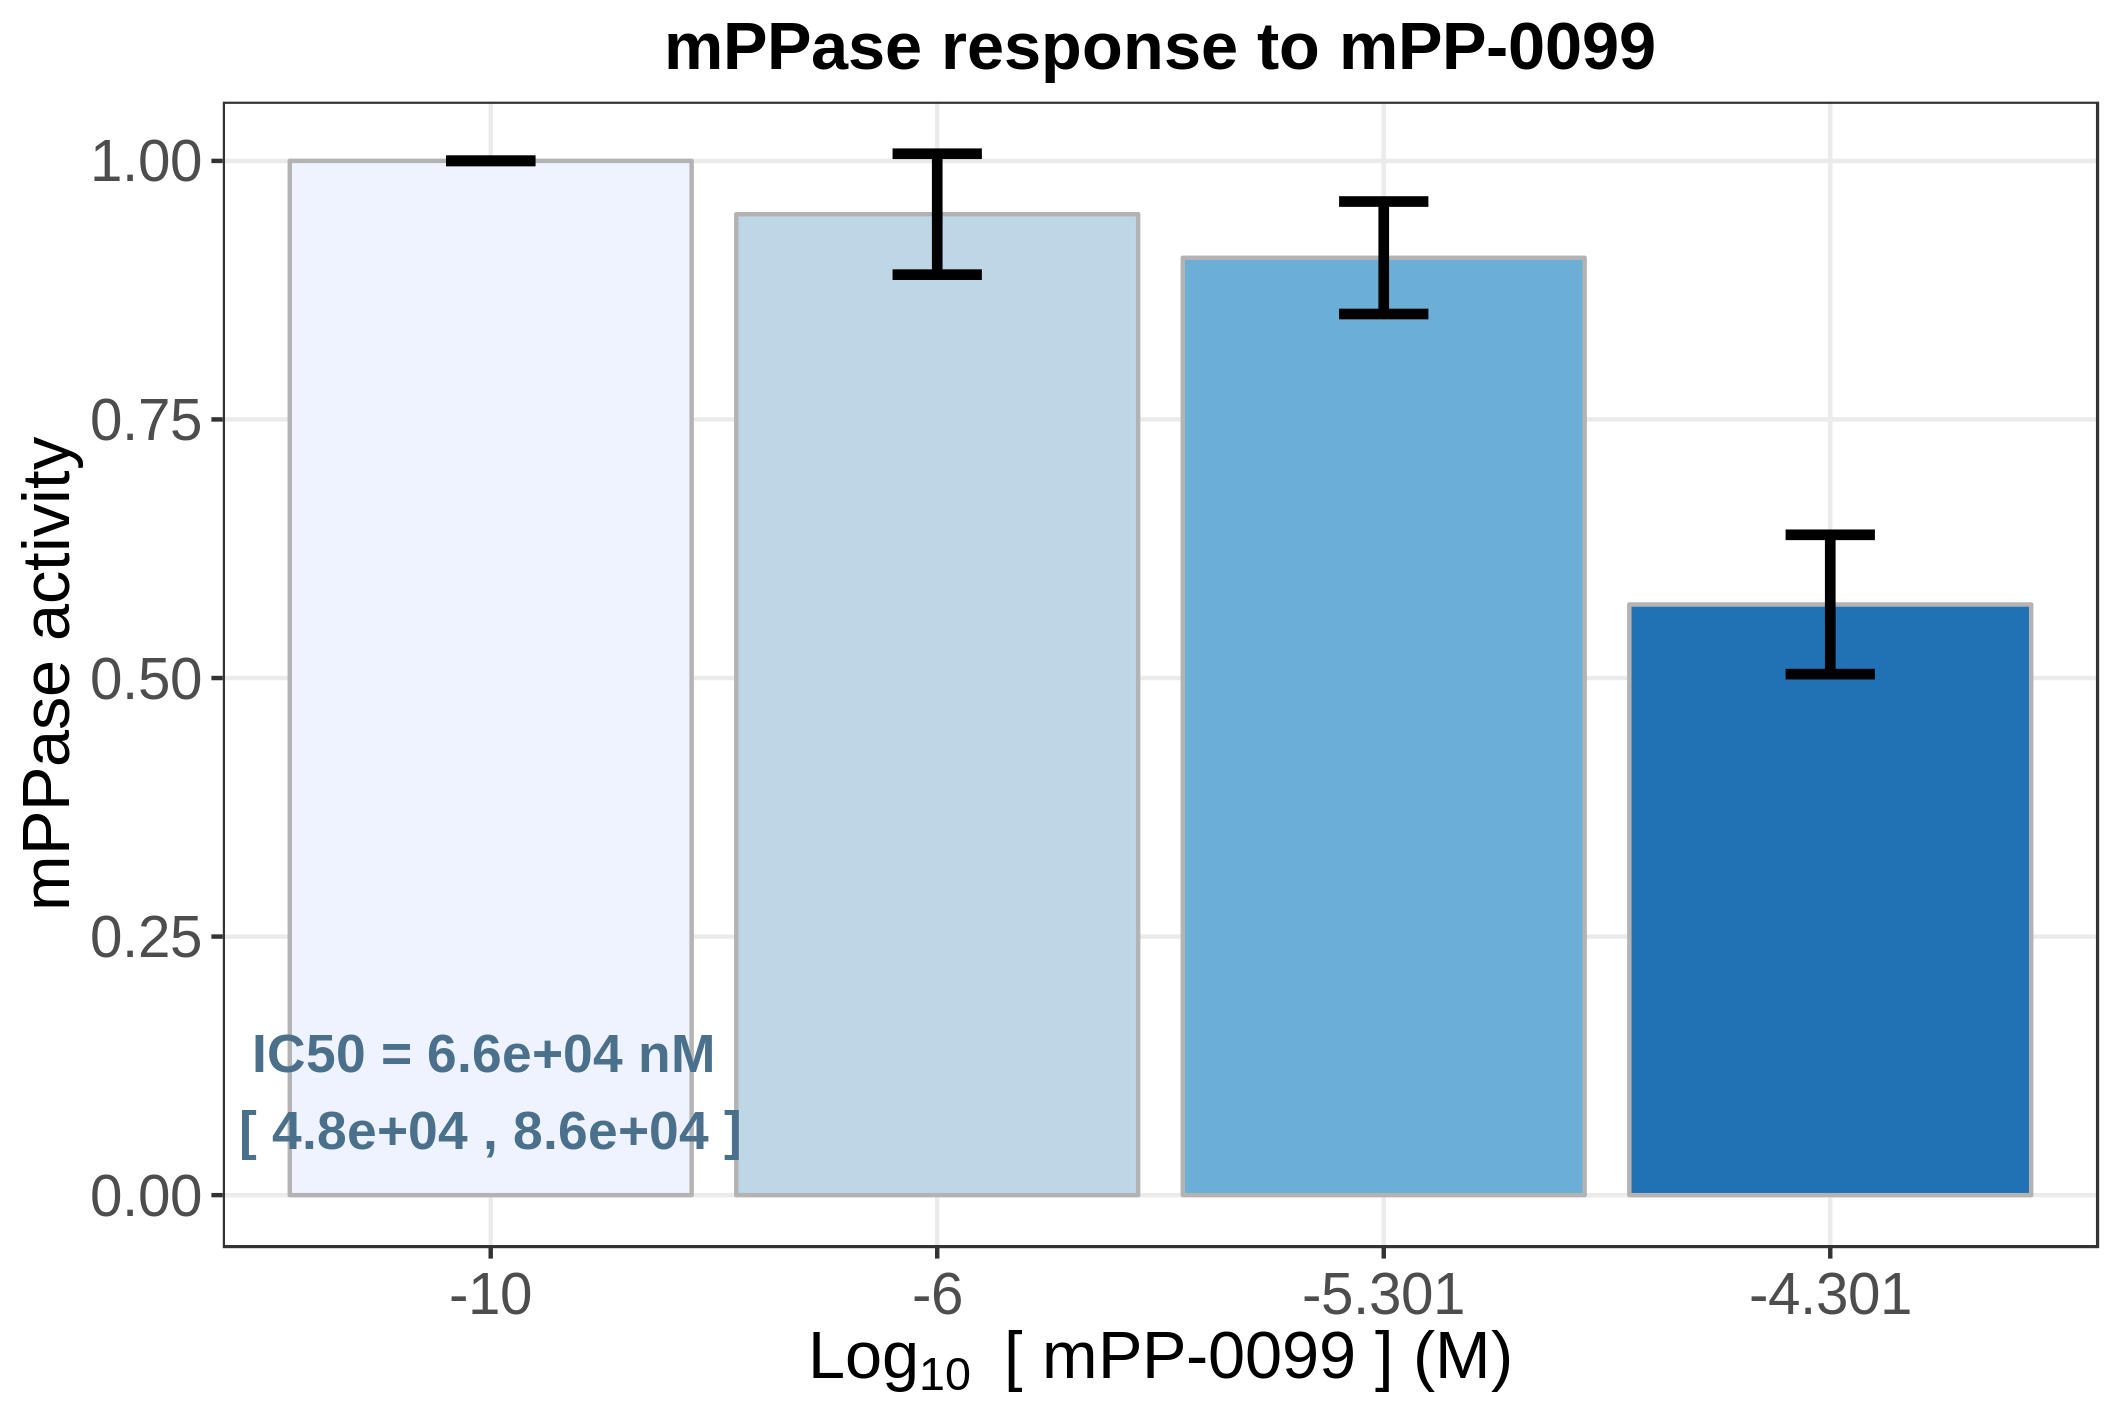 mPPase response to mPP-0099
mPPase activity
1.00
0.75
0.50
0.25
0.00
IC50 = 6.6e+04 nM
[ 4.8e+04 , 8.6e+04 ]
-10 -6 -5.301 -4.301
Log₁₀ [ mPP-0099 ] (M)